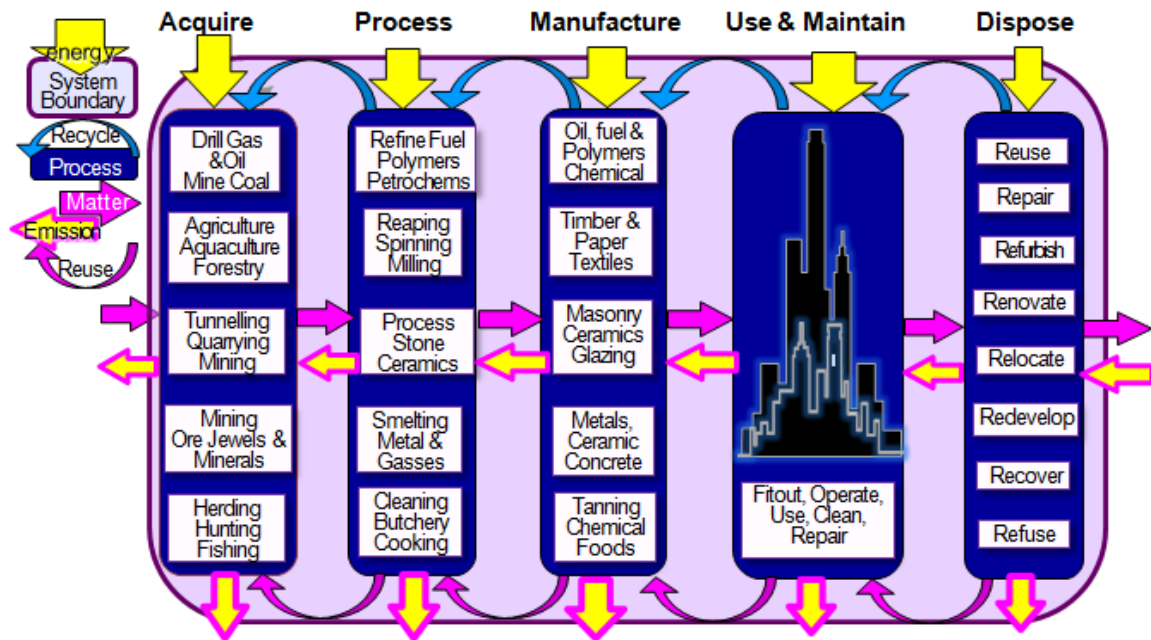 Acquire
Process
Manufacture
Use & Maintain
Dispose
energy
System
Boundary
Recycle
Process
Matter
Emission
Reuse
Drill Gas
&Oil
Mine Coal
Agriculture
Aquaculture
Forestry
Tunnelling
Quarrying
Mining
Mining
Ore Jewels &
Minerals
Herding
Hunting
Fishing
Refine Fuel
Polymers
Petrochems
Reaping
Spinning
Milling
Process
Stone
Ceramics
Smelting
Metal &
Gasses
Cleaning
Butchery
Cooking
Oil, fuel &
Polymers
Chemical
Timber &
Paper
Textiles
Masonry
Ceramics
Glazing
Metals,
Ceramic
Concrete
Tanning
Chemical
Foods
Fitout, Operate,
Use, Clean,
Repair
Reuse
Repair
Refurbish
Renovate
Relocate
Redevelop
Recover
Refuse